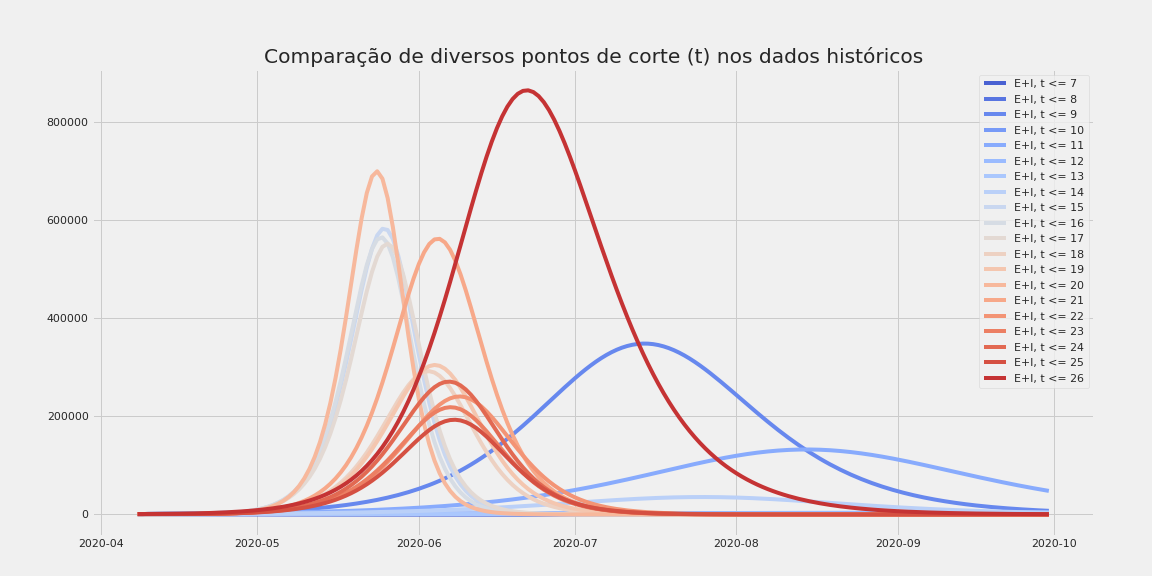 Comparação de diversos pontos de corte (t) nos dados históricos
800000
600000
400000
200000
0
2020-04
2020-05
2020-06
2020-07
2020-08
2020-09
2020-10
E+I, t <= 7
E+I, t <= 8
E+I, t <= 9
E+I, t <= 10
E+I, t <= 11
E+I, t <= 12
E+I, t <= 13
E+I, t <= 14
E+I, t <= 15
E+I, t <= 16
E+I, t <= 17
E+I, t <= 18
E+I, t <= 19
E+I, t <= 20
E+I, t <= 21
E+I, t <= 22
E+I, t <= 23
E+I, t <= 24
E+I, t <= 25
E+I, t <= 26